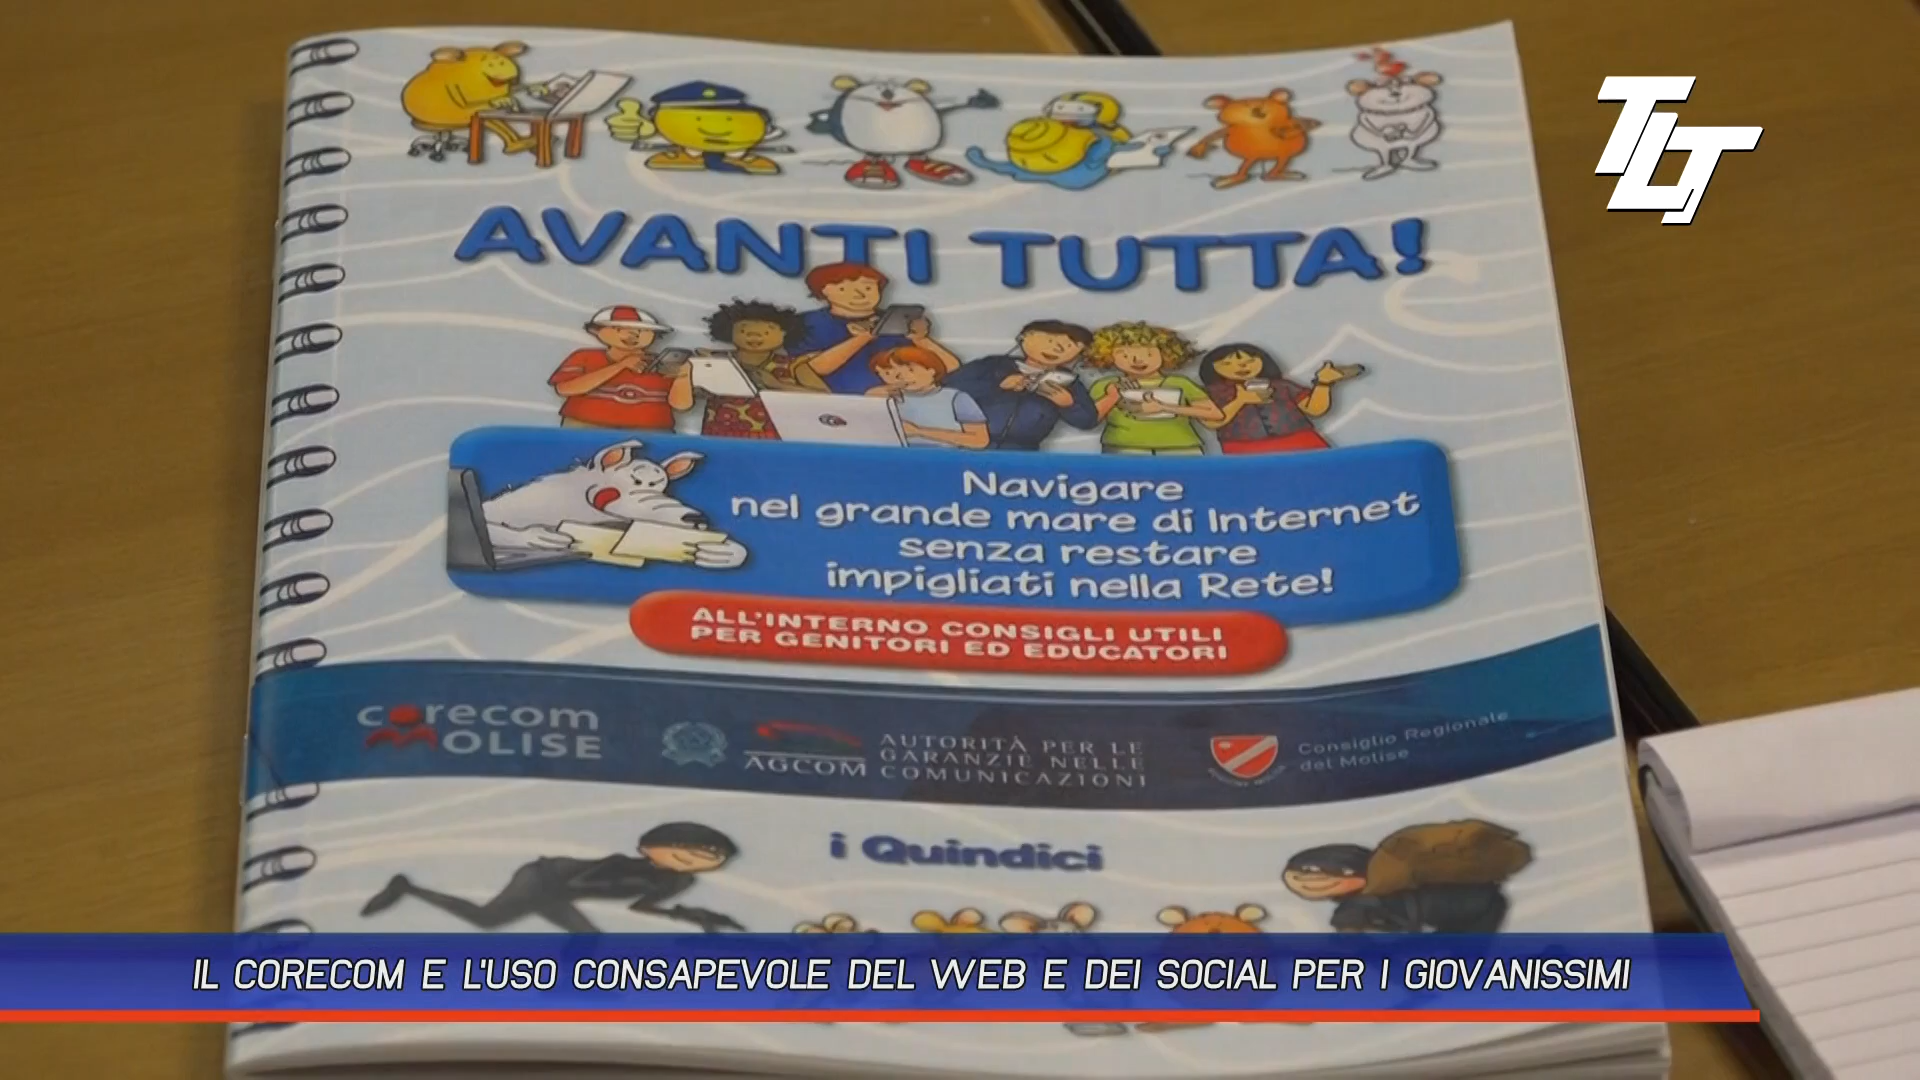 TLT
AVANTI TUTTA!
Navigare
nel grande mare di Internet
senza restare
impigliati nella Rete!
ALL'INTERNO CONSIGLI UTILI
PER GENITORI ED EDUCATORI
corecom
MOLISE
AGCOM
AUTORITÀ PER LE
GARANZIE NELLE
COMUNICAZIONI
Consiglio Regionale
del Molise
i Quindici
IL CORECOM E L'USO CONSAPEVOLE DEL WEB E DEI SOCIAL PER I GIOVANISSIMI